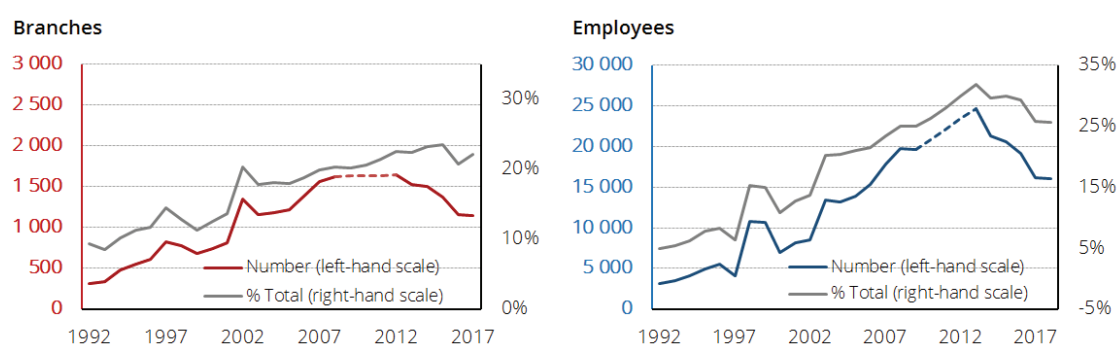 Branches
3 000
2 500
2 000
1 500
1 000
500
0
30%
20%
10%
0%
Number (left-hand scale)
% Total (right-hand scale)
1992 1997 2002 2007 2012 2017
Employees
30 000
25 000
20 000
15 000
10 000
5 000
0
35%
25%
15%
5%
-5%
Number (left-hand scale)
% Total (right-hand scale)
1992 1997 2002 2007 2012 2017